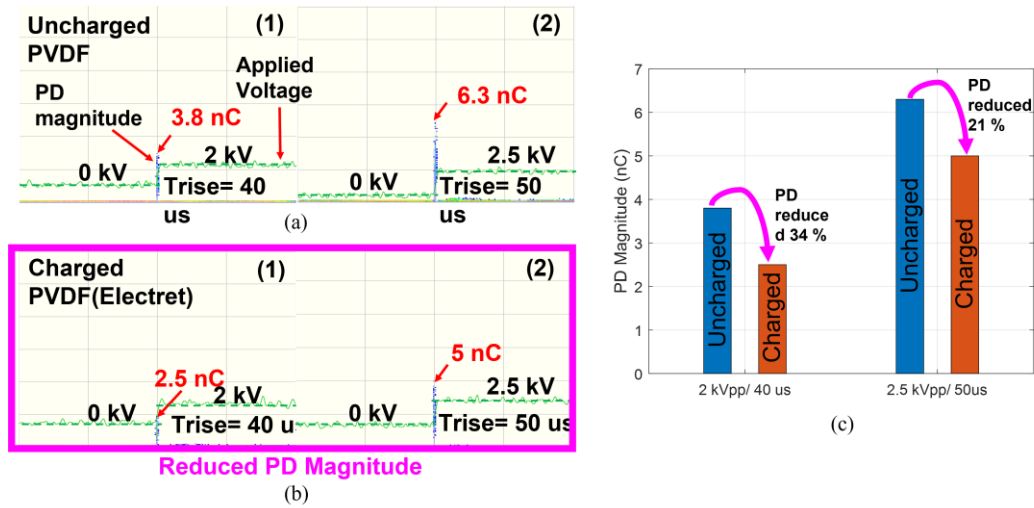 Uncharged
PVDF
(1)
PD
magnitude
3.8 nC
Applied
Voltage
0 kV
2 kV
Trise= 40
us
(2)
6.3 nC
2.5 kV
0 kV
Trise= 50
us
(a)
Charged
PVDF(Electret)
(1)
2.5 nC
2 kV
0 kV
Trise= 40 u
(2)
5 nC
2.5 kV
0 kV
Trise= 50 us
Reduced PD Magnitude
(b)
PD Magnitude (nC)
7
6
5
4
3
2
1
0
Uncharged
Charged
PD
reduce
d 34 %
Uncharged
Charged
PD
reduced
21 %
2 kVpp/ 40 us
2.5 kVpp/ 50us
(c)